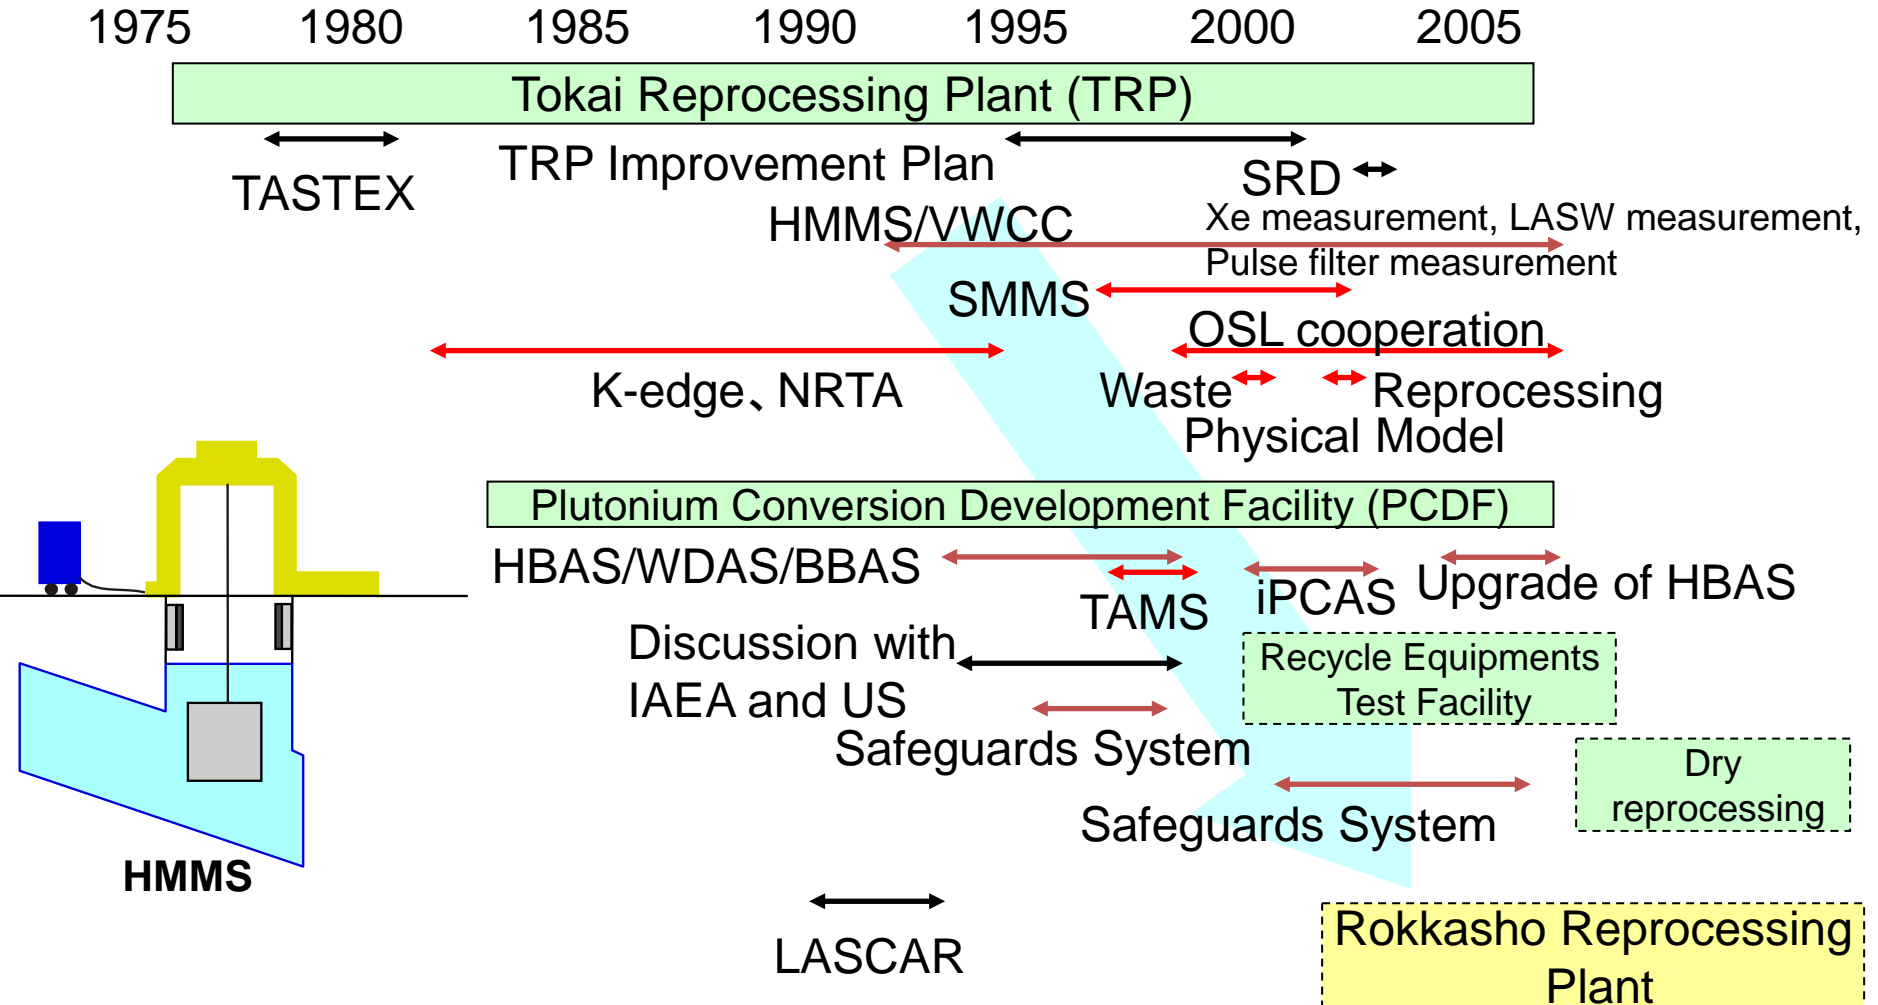 1975 1980 1985 1990 1995 2000 2005
Tokai Reprocessing Plant (TRP)
TASTEX
TRP Improvement Plan
SRD
HMMS/VWCC
Xe measurement, LASW measurement,
Pulse filter measurement
SMMS
OSL cooperation
K-edge、NRTA
Waste
Reprocessing
Physical Model
Plutonium Conversion Development Facility (PCDF)
HBAS/WDAS/BBAS
TAMS
iPCAS
Upgrade of HBAS
Discussion with
IAEA and US
Recycle Equipments
Test Facility
Safeguards System
Dry
reprocessing
Safeguards System
HMMS
LASCAR
Rokkasho Reprocessing
Plant